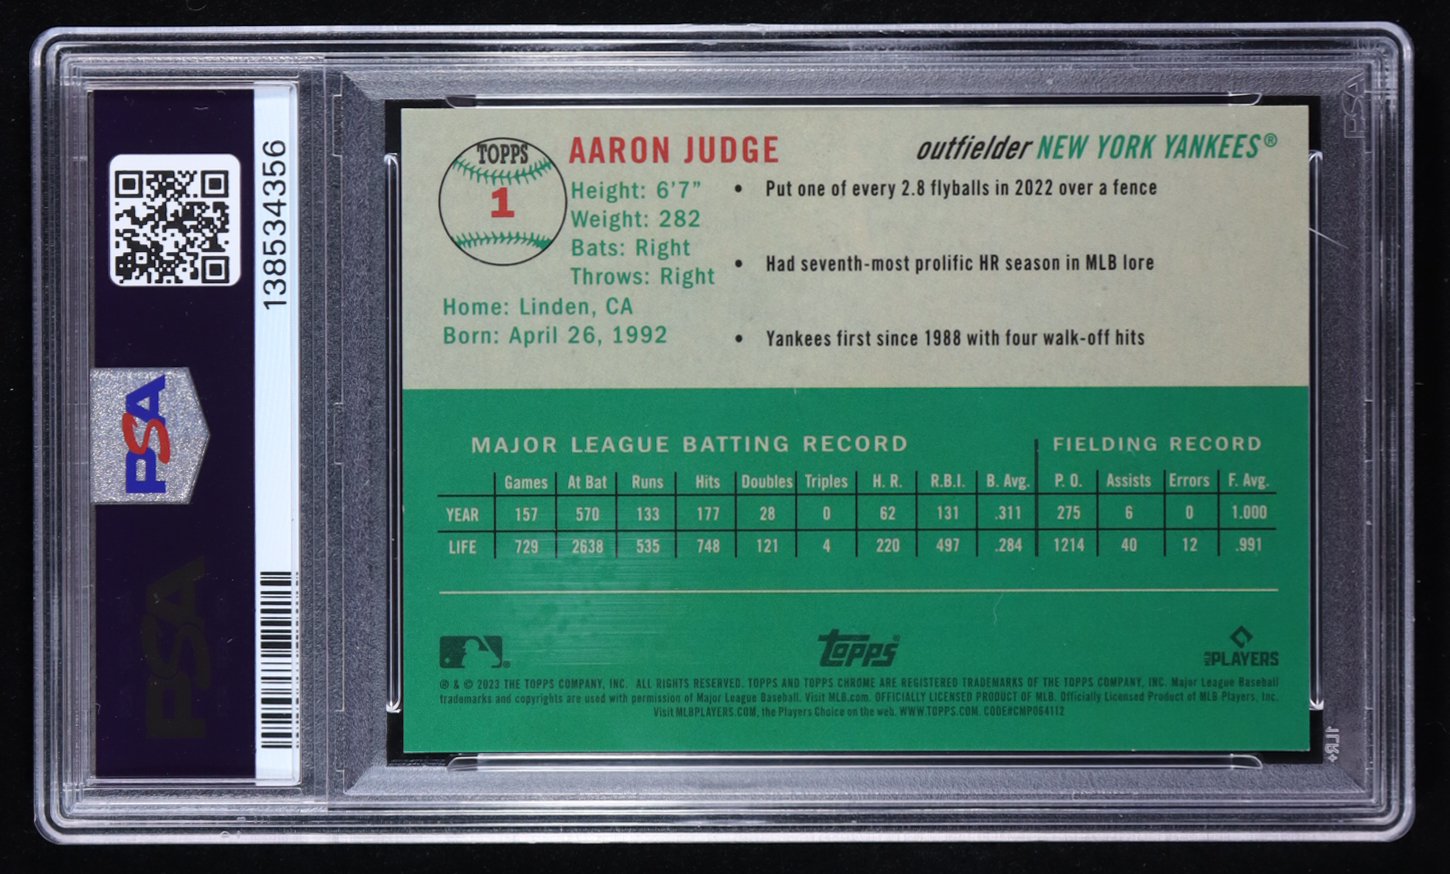 138534356
PSA
PSA
TOPPS
1
AARON JUDGE
outfielder NEW YORK YANKEES®
Height: 6'7"
Weight: 282
Bats: Right
Throws: Right
Home: Linden, CA
Born: April 26, 1992
• Put one of every 2.8 flyballs in 2022 over a fence
• Had seventh-most prolific HR season in MLB lore
• Yankees first since 1988 with four walk-off hits
MAJOR LEAGUE BATTING RECORD FIELDING RECORD
Games At Bat Runs Hits Doubles Triples H. R. R.B.I. B. Avg. P. O. Assists Errors F. Avg.
YEAR 157 570 133 177 28 0 62 131 .311 275 6 0 1.000
LIFE 729 2638 535 748 121 4 220 497 .284 1214 40 12 .991
Topps®
MLB PLAYERS
® & © 2023 THE TOPPS COMPANY, INC. ALL RIGHTS RESERVED. TOPPS AND TOPPS CHROME ARE REGISTERED TRADEMARKS OF THE TOPPS COMPANY, INC. Major League Baseball
trademarks and copyrights are used with permission of Major League Baseball. Visit MLB.com. OFFICIALLY LICENSED PRODUCT OF MLB. Officially Licensed Product of MLB Players, Inc.
Visit MLBPLAYERS.COM, the Players Choice on the web. WWW.TOPPS.COM. CODE#CMP064112
PSA